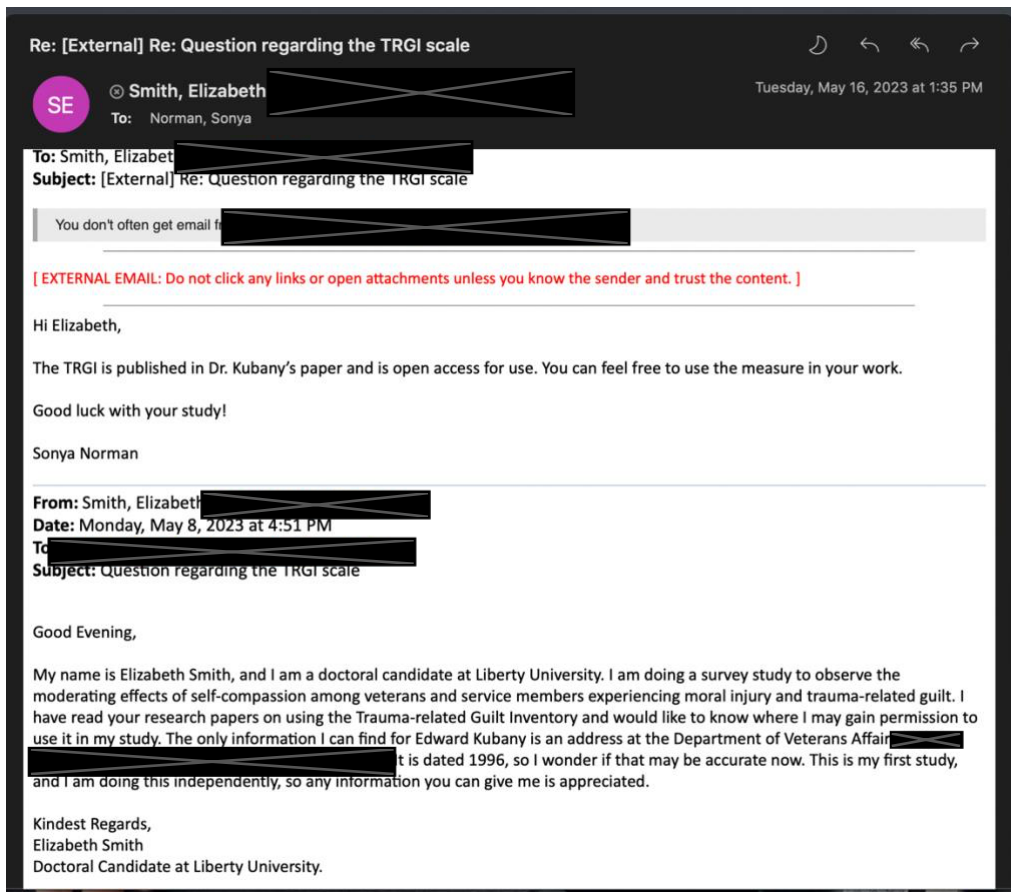 Re: [External] Re: Question regarding the TRGI scale
SE
Smith, Elizabeth
Tuesday, May 16, 2023 at 1:35 PM
To: Norman, Sonya
To: Smith, Elizabet
Subject: [External] Re: Question regarding the TRGI scale
You don't often get email
[ EXTERNAL EMAIL: Do not click any links or open attachments unless you know the sender and trust the content. ]
Hi Elizabeth,
The TRGI is published in Dr. Kubany's paper and is open access for use. You can feel free to use the measure in your work.
Good luck with your study!
Sonya Norman
From: Smith, Elizabeth
Date: Monday, May 8, 2023 at 4:51 PM
To
Subject: Question regarding the TRGI scale
Good Evening,
My name is Elizabeth Smith, and I am a doctoral candidate at Liberty University. I am doing a survey study to observe the
moderating effects of self-compassion among veterans and service members experiencing moral injury and trauma-related guilt. I
have read your research papers on using the Trauma-related Guilt Inventory and would like to know where I may gain permission to
use it in my study. The only information I can find for Edward Kubany is an address at the Department of Veterans Affair
t is dated 1996, so I wonder if that may be accurate now. This is my first study,
and I am doing this independently, so any information you can give me is appreciated.
Kindest Regards,
Elizabeth Smith
Doctoral Candidate at Liberty University.